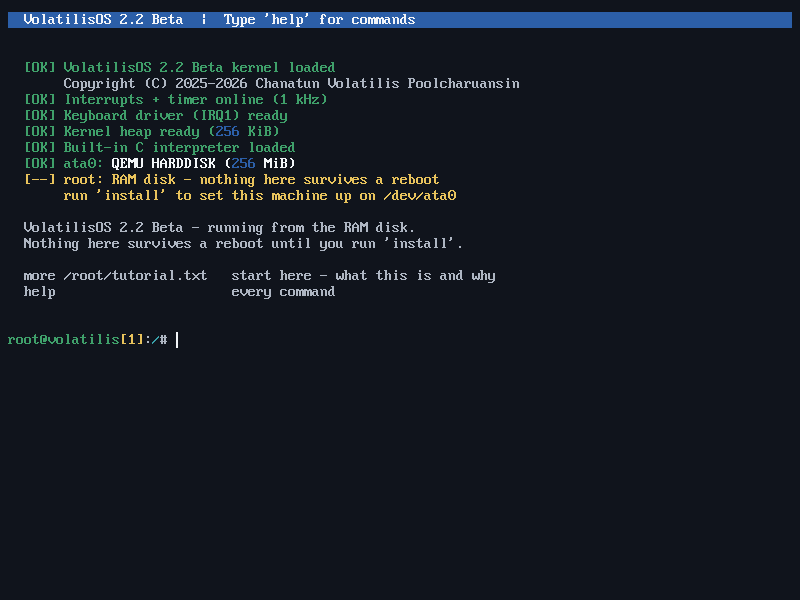 VolatilisOS 2.2 Beta ¦ Type 'help' for commands
[OK] VolatilisOS 2.2 Beta kernel loaded
Copyright (C) 2025-2026 Chanatun Volatilis Poolcharuansin
[OK] Interrupts + timer online (1 kHz)
[OK] Keyboard driver (IRQ1) ready
[OK] Kernel heap ready (256 KiB)
[OK] Built-in C interpreter loaded
[OK] ata0: QEMU HARDDISK (256 MiB)
[--] root: RAM disk - nothing here survives a reboot
run 'install' to set this machine up on /dev/ata0
VolatilisOS 2.2 Beta - running from the RAM disk.
Nothing here survives a reboot until you run 'install'.
more /root/tutorial.txt start here - what this is and why
help every command
root@volatilis[1]:/#